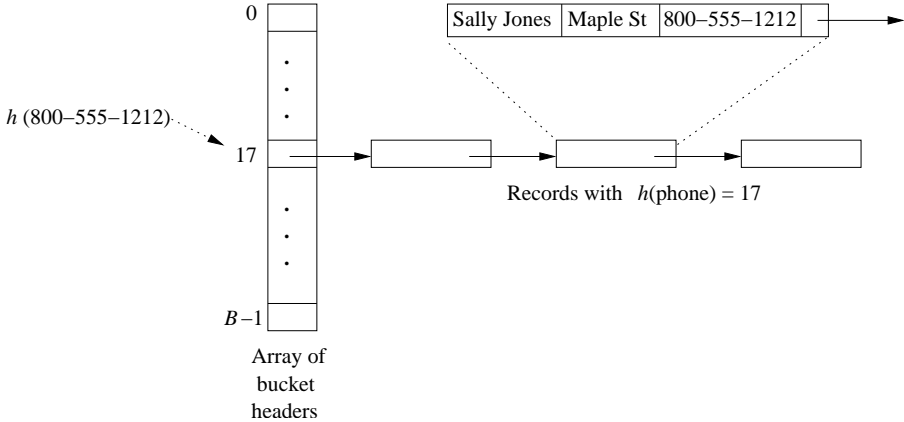 0
Sally Jones Maple St 800–555–1212
h (800–555–1212)
17
Records with h(phone) = 17
B–1
Array of
bucket
headers